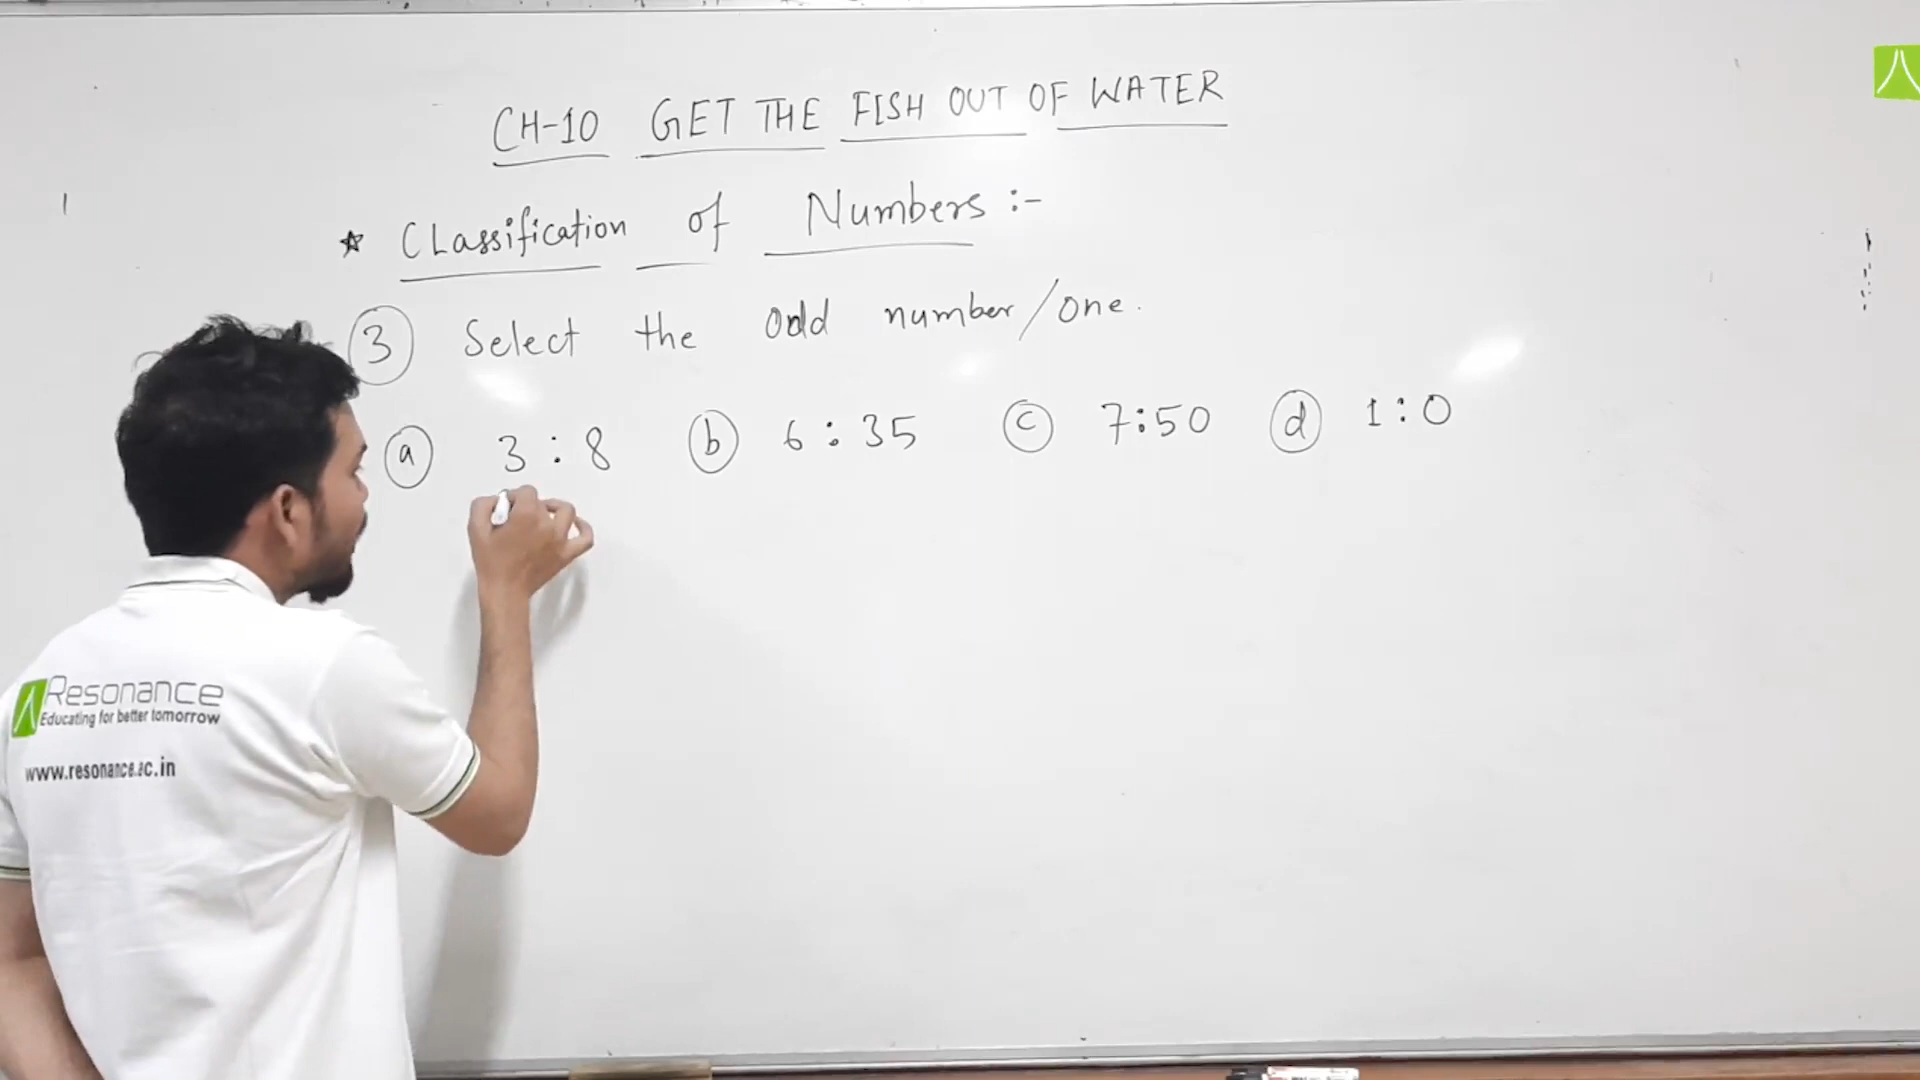 CH-10 GET THE FISH OUT OF WATER
* Classification of Numbers :-
3 Select the odd number/one.
a 3 : 8 b 6 : 35 c 7:50 d 1:0
Resonance
Educating for better tomorrow
www.resonance.ac.in